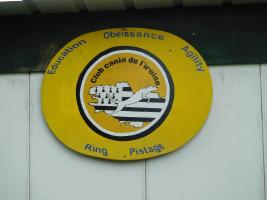 Education Obéissance Agility
Club canin de l'iroise
Ring Pistage